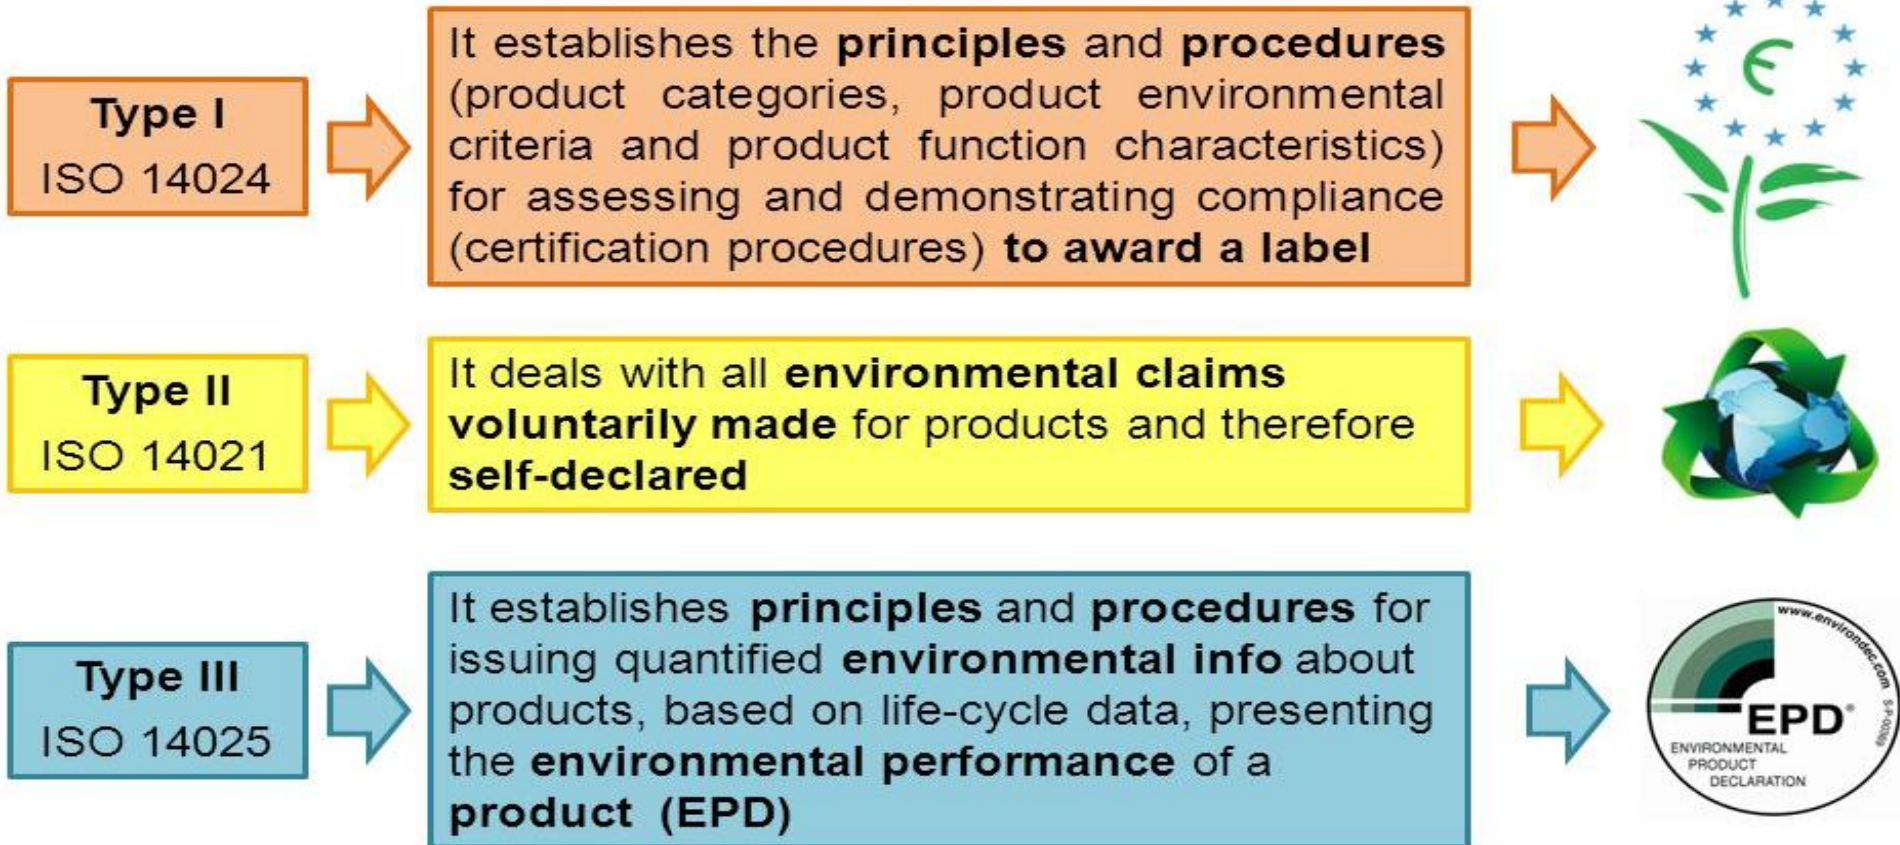 Type I
ISO 14024
It establishes the principles and procedures
(product categories, product environmental
criteria and product function characteristics)
for assessing and demonstrating compliance
(certification procedures) to award a label
Type II
ISO 14021
It deals with all environmental claims
voluntarily made for products and therefore
self-declared
Type III
ISO 14025
It establishes principles and procedures for
issuing quantified environmental info about
products, based on life-cycle data, presenting
the environmental performance of a
product (EPD)
www.environdec.com
EPD®
ENVIRONMENTAL
PRODUCT
DECLARATION